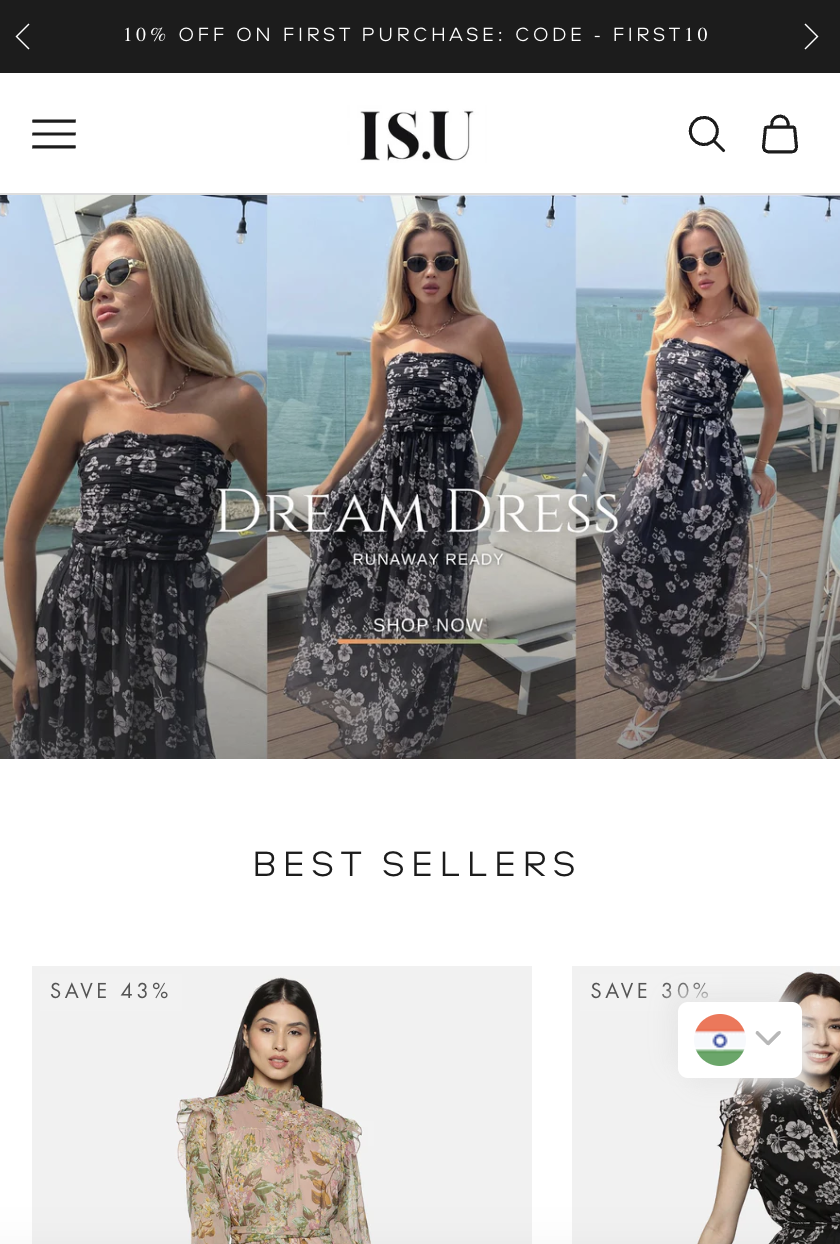 10% OFF ON FIRST PURCHASE: CODE - FIRST10
IS.U
DREAM DRESS
RUNAWAY READY
SHOP NOW
BEST SELLERS
SAVE 43%
SAVE 30%